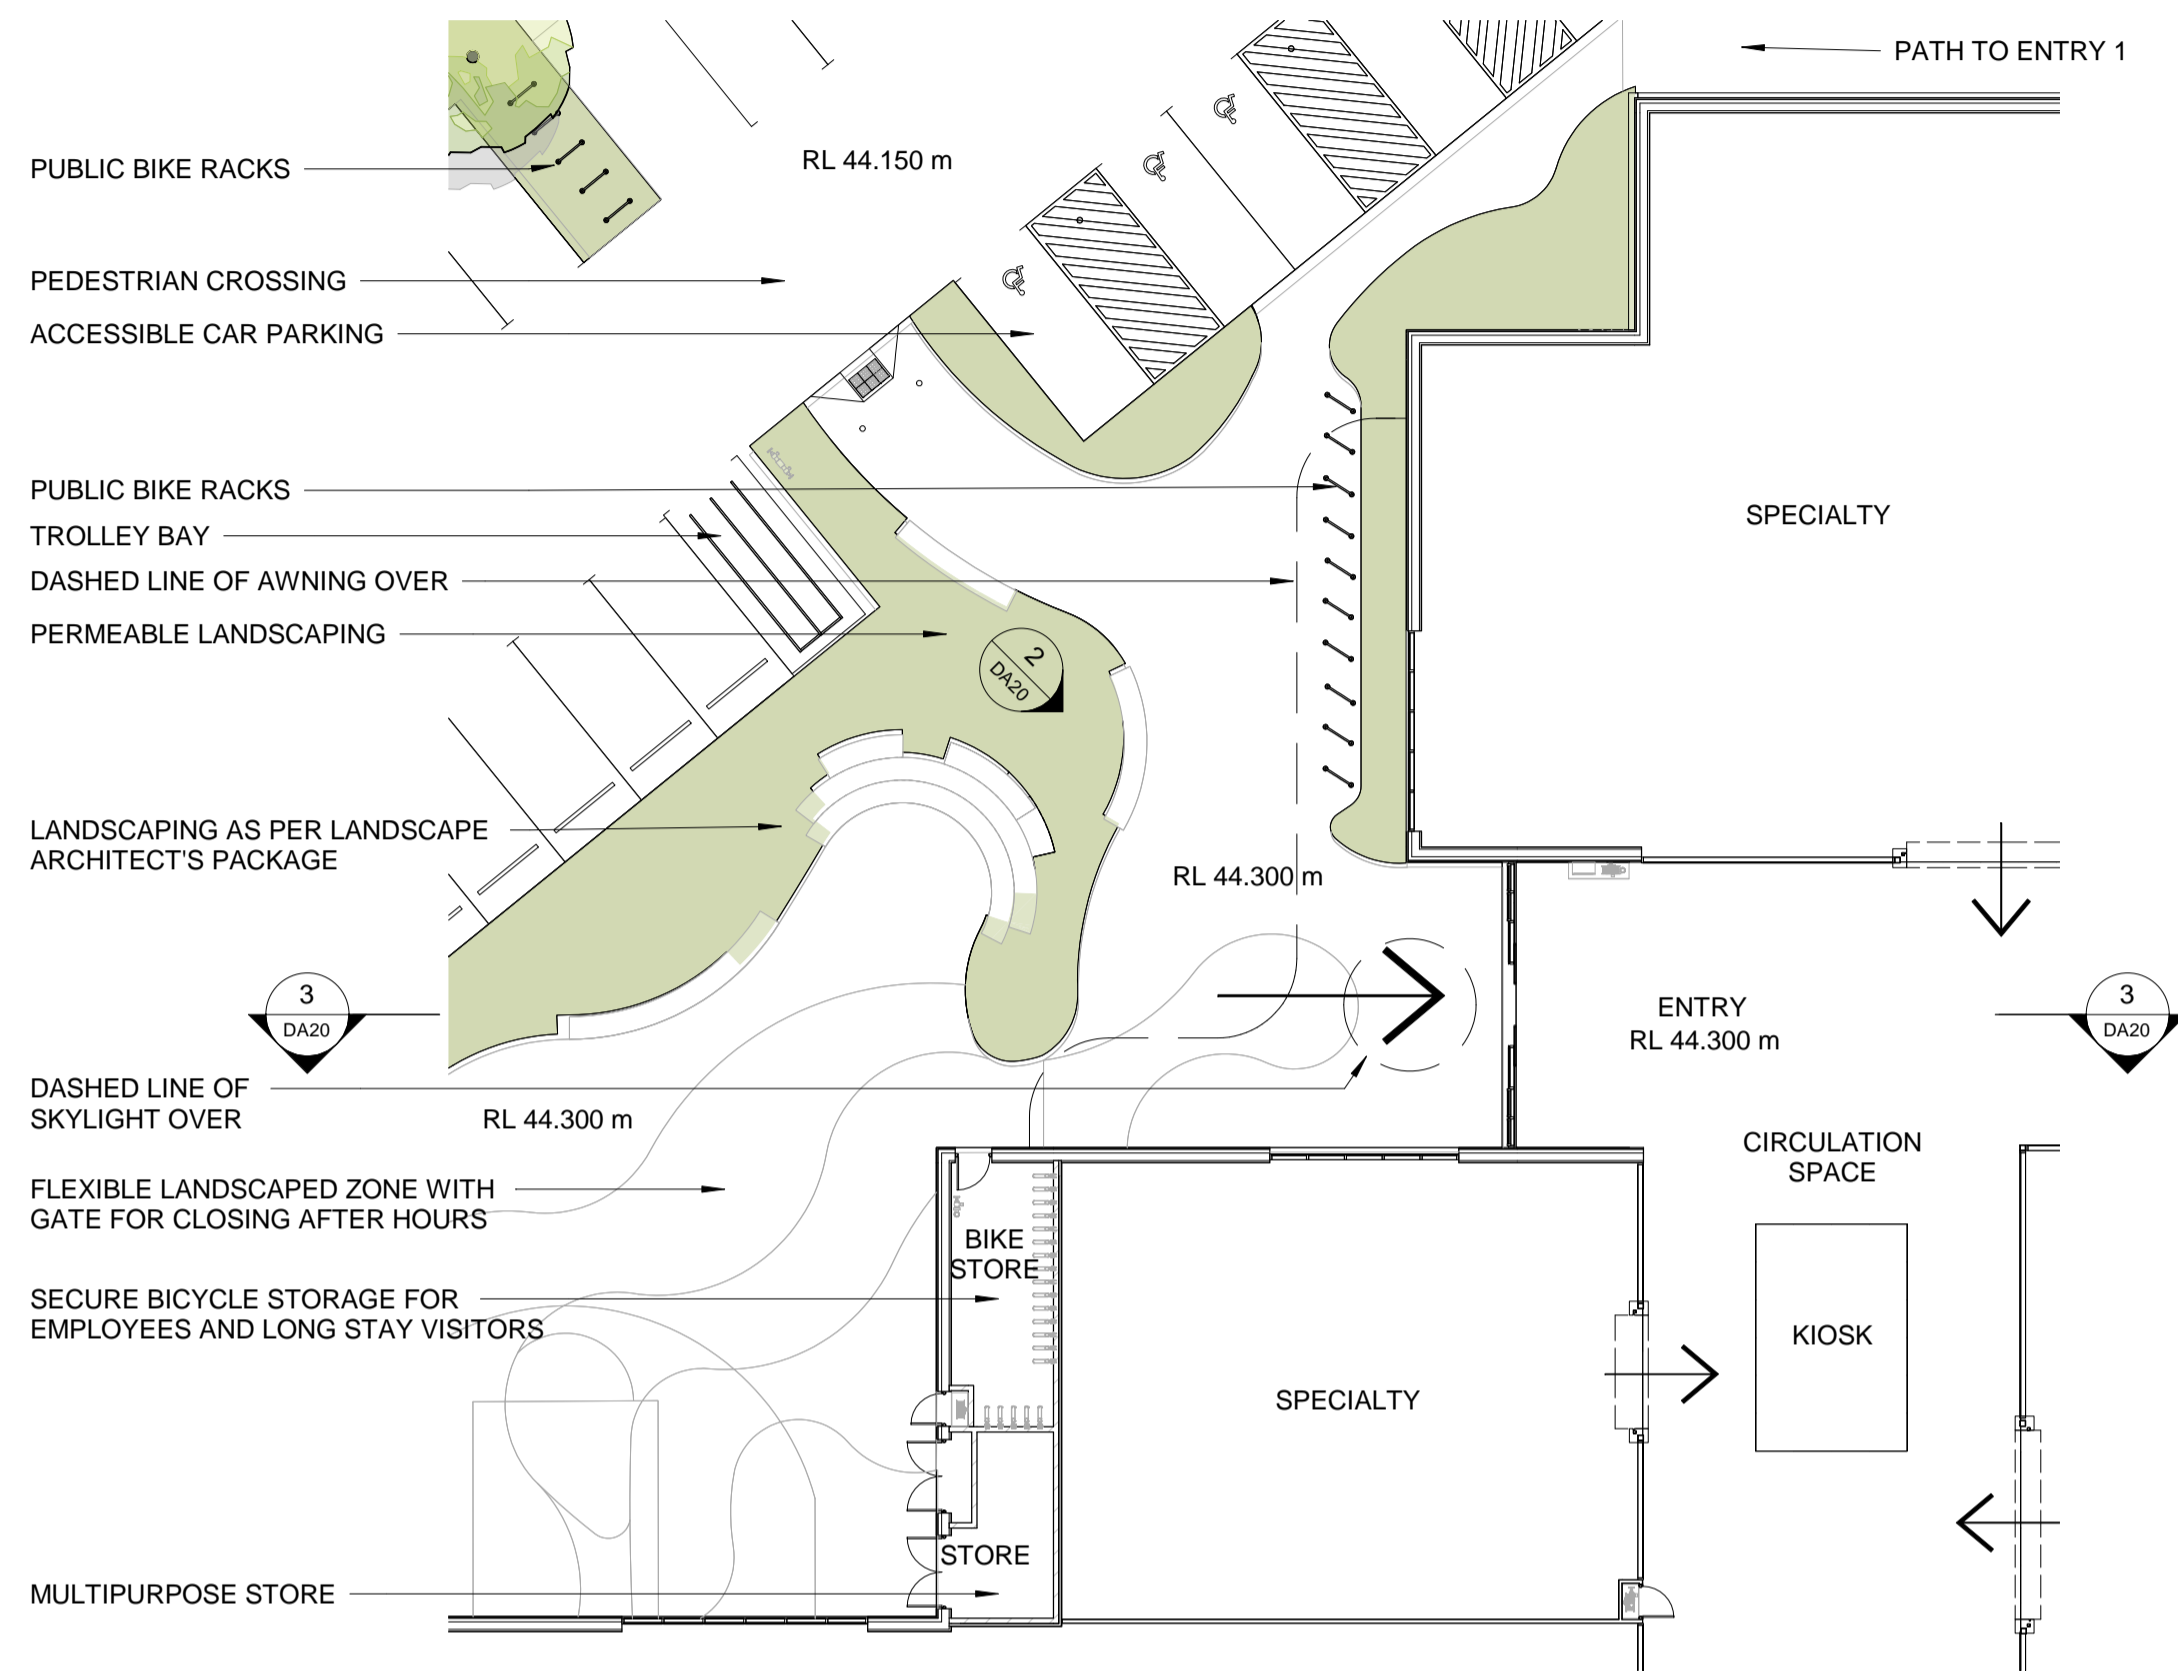 PATH TO ENTRY 1
RL 44.150 m
PUBLIC BIKE RACKS
PEDESTRIAN CROSSING
ACCESSIBLE CAR PARKING
PUBLIC BIKE RACKS
SPECIALTY
TROLLEY BAY
DASHED LINE OF AWNING OVER
PERMEABLE LANDSCAPING
2
DA20
LANDSCAPING AS PER LANDSCAPE
ARCHITECT'S PACKAGE
RL 44.300 m
3
DA20
ENTRY
RL 44.300 m
3
DA20
DASHED LINE OF
SKYLIGHT OVER
RL 44.300 m
CIRCULATION
SPACE
FLEXIBLE LANDSCAPED ZONE WITH
GATE FOR CLOSING AFTER HOURS
BIKE
STORE
SECURE BICYCLE STORAGE FOR
EMPLOYEES AND LONG STAY VISITORS
KIOSK
SPECIALTY
STORE
MULTIPURPOSE STORE